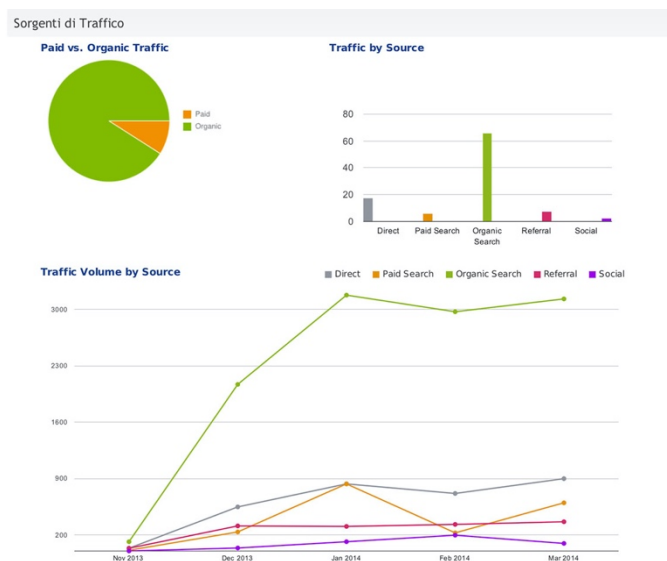 Sorgenti di Traffico
Paid vs. Organic Traffic
Paid
Organic
Traffic by Source
80
60
40
20
0
Direct Paid Search Organic Search Referral Social
Traffic Volume by Source
Direct Paid Search Organic Search Referral Social
3000
2300
1600
900
200
Nov 2013 Dec 2013 Jan 2014 Feb 2014 Mar 2014